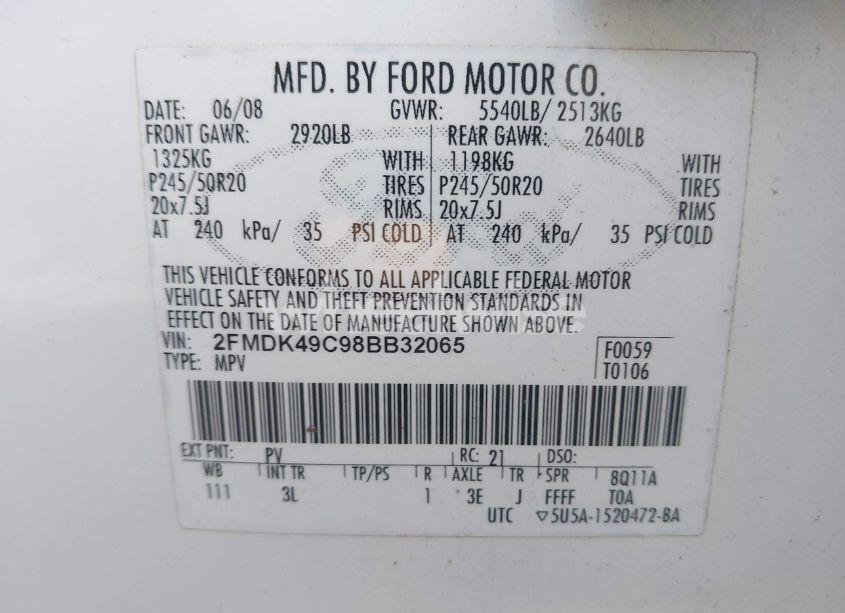 MFD. BY FORD MOTOR CO.
DATE: 06/08 GVWR: 5540LB/ 2513KG
FRONT GAWR: 2920LB REAR GAWR: 2640LB
1325KG WITH 1198KG WITH
P245/50R20 TIRES P245/50R20 TIRES
20x7.5J RIMS 20x7.5J RIMS
AT 240 kPa/ 35 PSI COLD AT 240 kPa/ 35 PSI COLD
THIS VEHICLE CONFORMS TO ALL APPLICABLE FEDERAL MOTOR
VEHICLE SAFETY AND THEFT PREVENTION STANDARDS IN
EFFECT ON THE DATE OF MANUFACTURE SHOWN ABOVE.
VIN: 2FMDK49C98BB32065 F0059
TYPE: MPV T0106
EXT PNT: PV RC: 21 DSO:
WB INT TR TP/PS R AXLE TR SPR 8Q11A
111 3L 1 3E J FFFF TOA
UTC ▽5U5A-1520472-BA